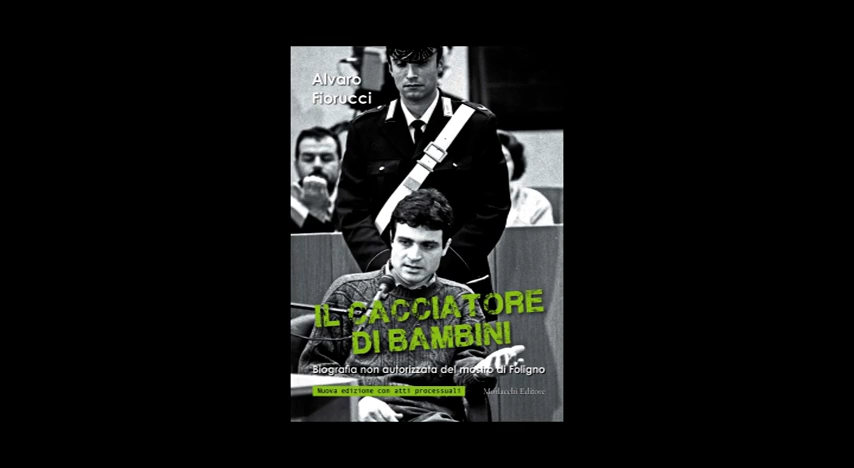 Alvaro
Fiorucci
IL CACCIATORE
DI BAMBINI
Biografia non autorizzata del mostro di Foligno
Nuova edizione con atti processuali
Morlacchi Editore